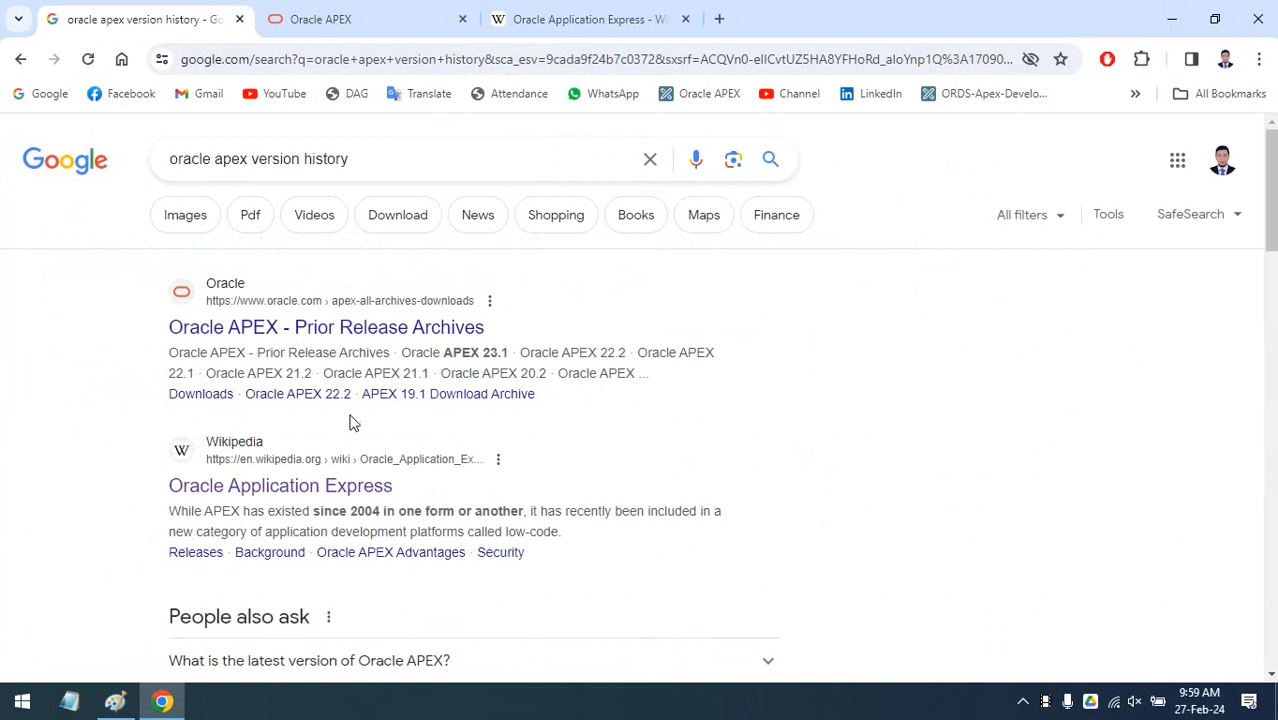 oracle apex version history - Go
Oracle APEX
Oracle Application Express - Wi
google.com/search?q=oracle+apex+version+history&sca_esv=9cada9f24b7c0372&sxsrf=ACQVn0-ellCvtUZ5HA8YFHoRd_aIoYnp1Q%3A17090...
Google
Facebook
Gmail
YouTube
DAG
Translate
Attendance
WhatsApp
Oracle APEX
Channel
LinkedIn
ORDS-Apex-Develo...
All Bookmarks
Google
oracle apex version history
Images
Pdf
Videos
Download
News
Shopping
Books
Maps
Finance
All filters
Tools
SafeSearch
Oracle
https://www.oracle.com › apex-all-archives-downloads
Oracle APEX - Prior Release Archives
Oracle APEX - Prior Release Archives · Oracle APEX 23.1 · Oracle APEX 22.2 · Oracle APEX
22.1 · Oracle APEX 21.2 · Oracle APEX 21.1 · Oracle APEX 20.2 · Oracle APEX ...
Downloads · Oracle APEX 22.2 · APEX 19.1 Download Archive
W
Wikipedia
https://en.wikipedia.org › wiki › Oracle_Application_Ex...
Oracle Application Express
While APEX has existed since 2004 in one form or another, it has recently been included in a
new category of application development platforms called low-code.
Releases · Background · Oracle APEX Advantages · Security
People also ask
What is the latest version of Oracle APEX?
9:59 AM
27-Feb-24